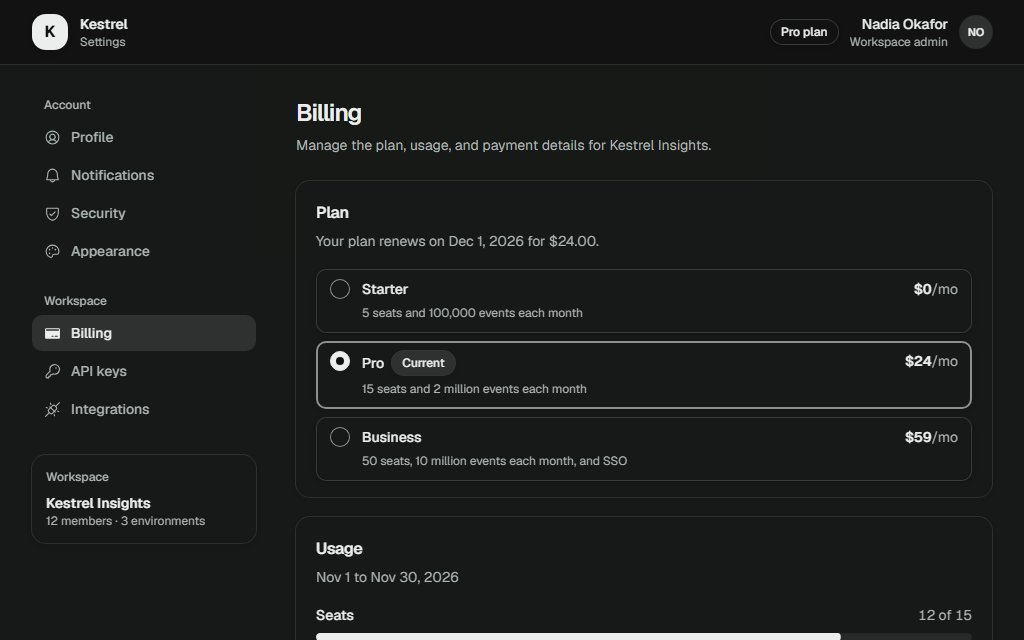 K
Kestrel
Settings
Pro plan
Nadia Okafor
Workspace admin
NO
Account
Profile
Notifications
Security
Appearance
Workspace
Billing
API keys
Integrations
Workspace
Kestrel Insights
12 members · 3 environments
Billing
Manage the plan, usage, and payment details for Kestrel Insights.
Plan
Your plan renews on Dec 1, 2026 for $24.00.
Starter
$0/mo
5 seats and 100,000 events each month
Pro
Current
$24/mo
15 seats and 2 million events each month
Business
$59/mo
50 seats, 10 million events each month, and SSO
Usage
Nov 1 to Nov 30, 2026
Seats
12 of 15